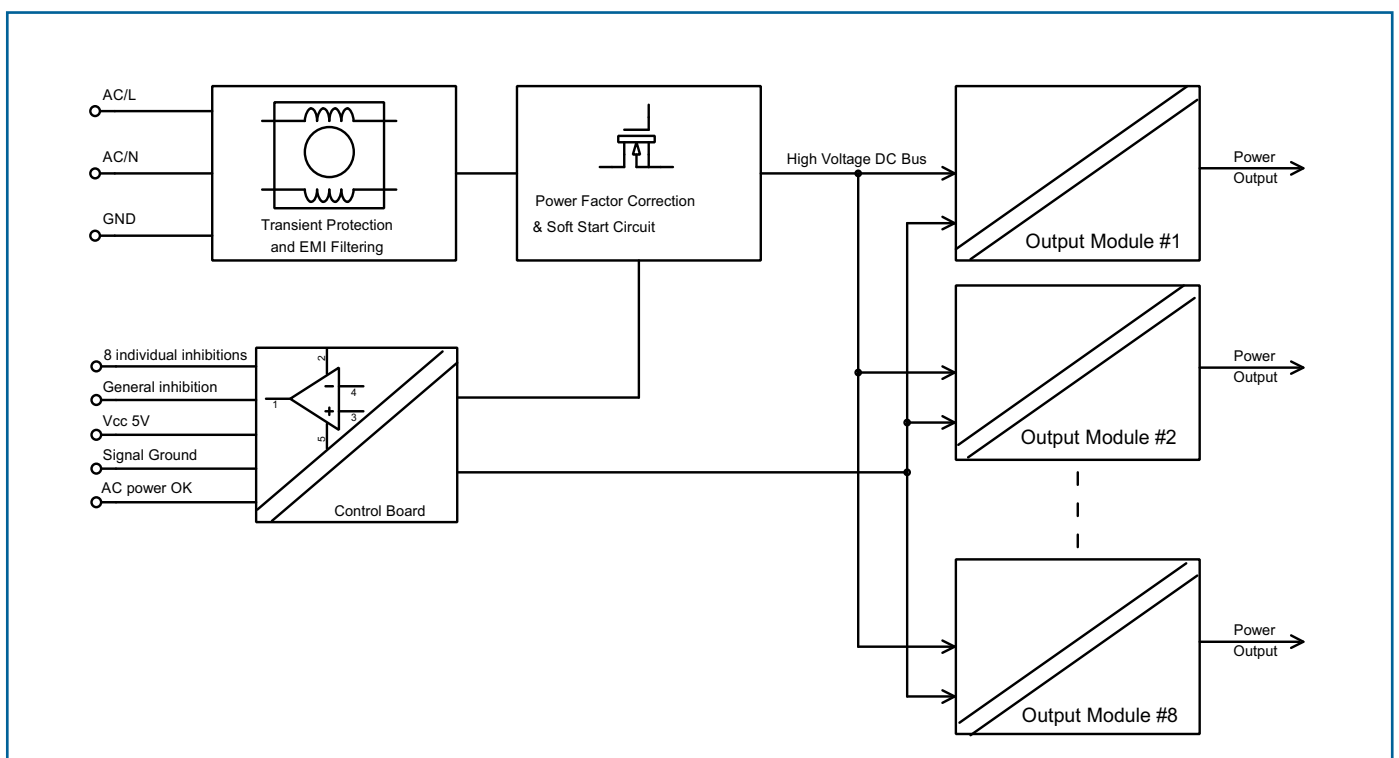 AC/L
AC/N
GND
Transient Protection
and EMI Filtering
Power Factor Correction
& Soft Start Circuit
High Voltage DC Bus
Output Module #1
Power
Output
8 individual inhibitions
General inhibition
Vcc 5V
Signal Ground
AC power OK
2
4
1
3
5
Control Board
Output Module #2
Power
Output
Output Module #8
Power
Output